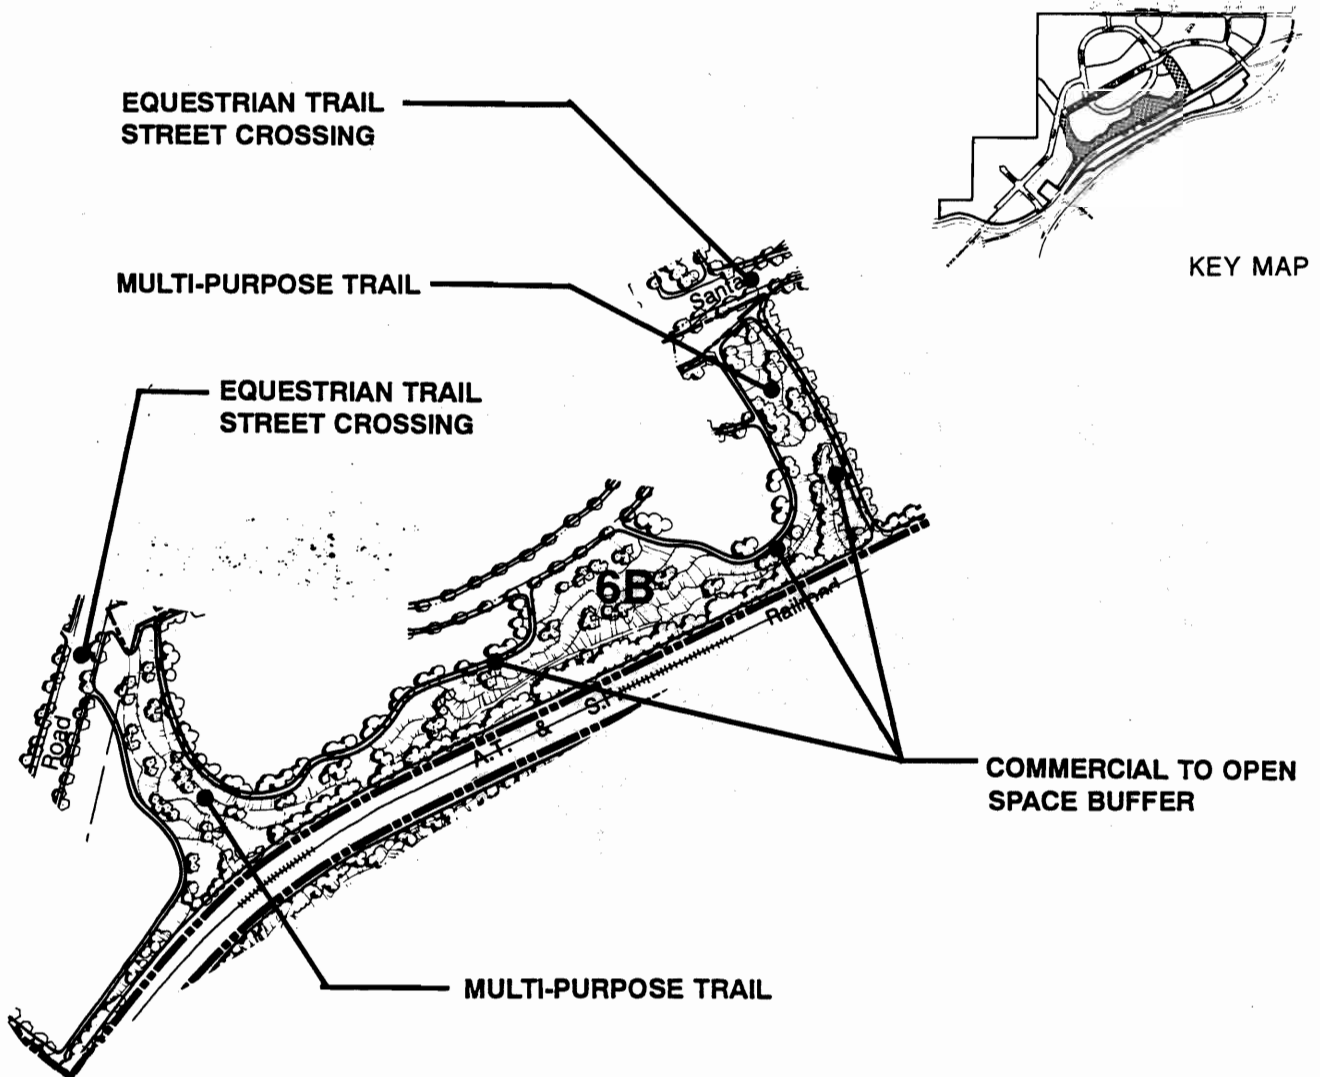 EQUESTRIAN TRAIL
STREET CROSSING
KEY MAP
MULTI-PURPOSE TRAIL
Santa
EQUESTRIAN TRAIL
STREET CROSSING
6B
Railroad
Road
A.T. & S.F.
COMMERCIAL TO OPEN
SPACE BUFFER
MULTI-PURPOSE TRAIL